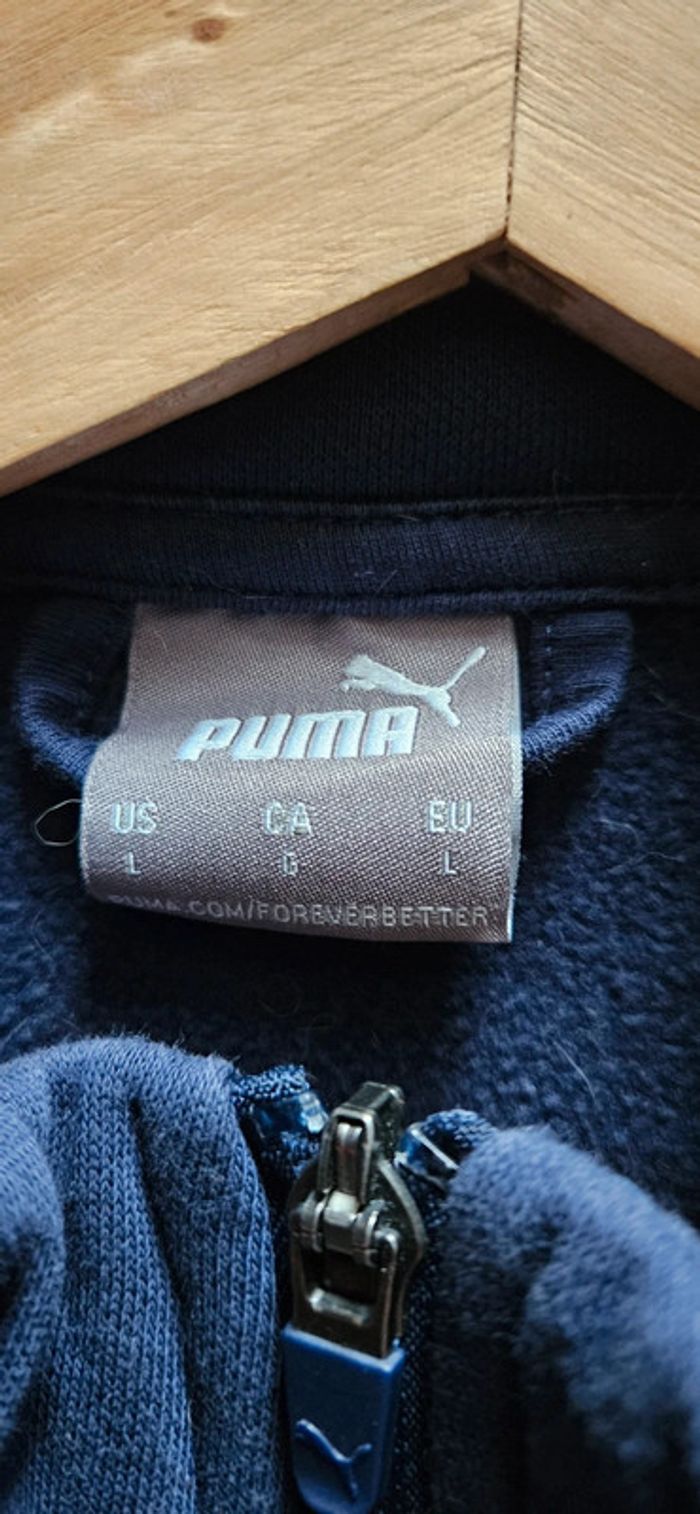 PUMA
US CA EU
L G L
PUMA.COM/FOREVERBETTER